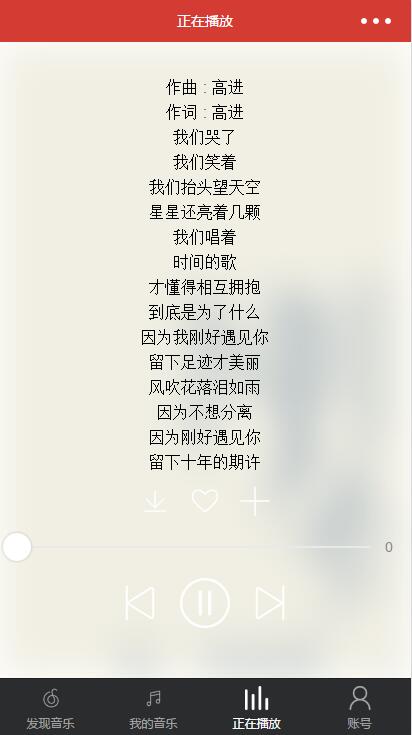 正在播放
作曲 : 高进
作词 : 高进
我们哭了
我们笑着
我们抬头望天空
星星还亮着几颗
我们唱着
时间的歌
才懂得相互拥抱
到底是为了什么
因为我刚好遇见你
留下足迹才美丽
风吹花落泪如雨
因为不想分离
因为刚好遇见你
留下十年的期许
0
发现音乐 我的音乐 正在播放 账号